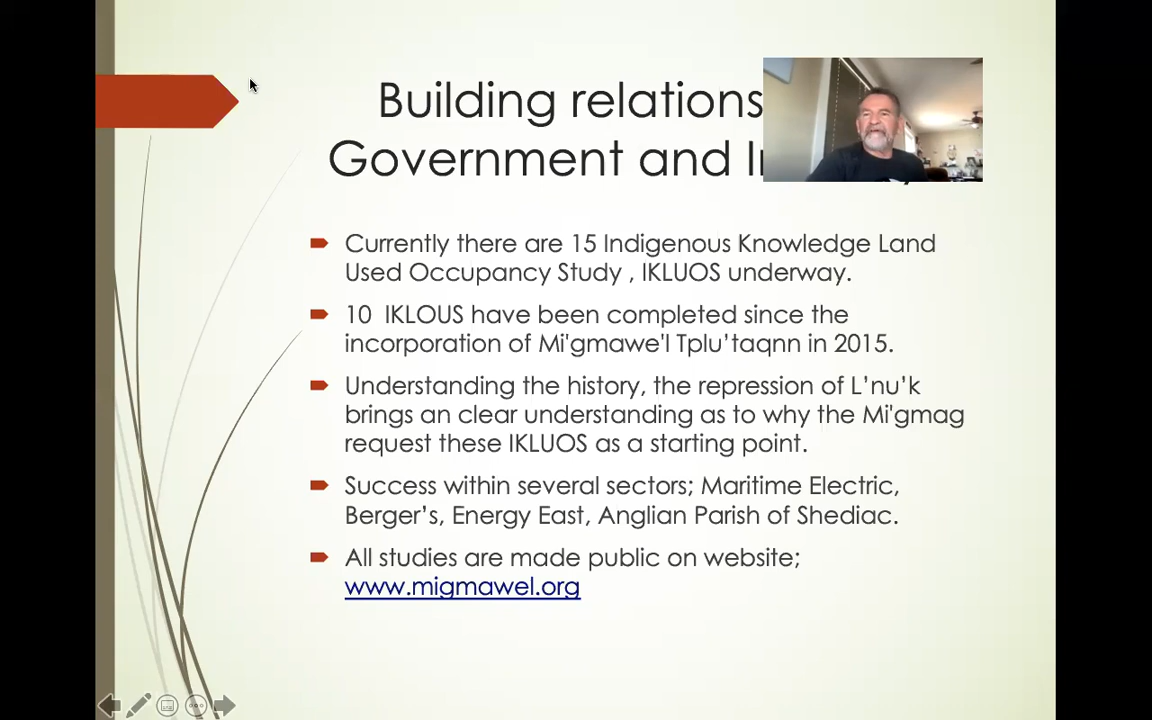 Building relations
Government and
Currently there are 15 Indigenous Knowledge Land
Used Occupancy Study , IKLUOS underway.
10  IKLOUS have been completed since the
incorporation of Mi'gmawe'l Tplu’taqnn in 2015.
Understanding the history, the repression of L’nu’k
brings an clear understanding as to why the Mi'gmag
request these IKLUOS as a starting point.
Success within several sectors; Maritime Electric,
Berger’s, Energy East, Anglian Parish of Shediac.
All studies are made public on website;
www.migmawel.org